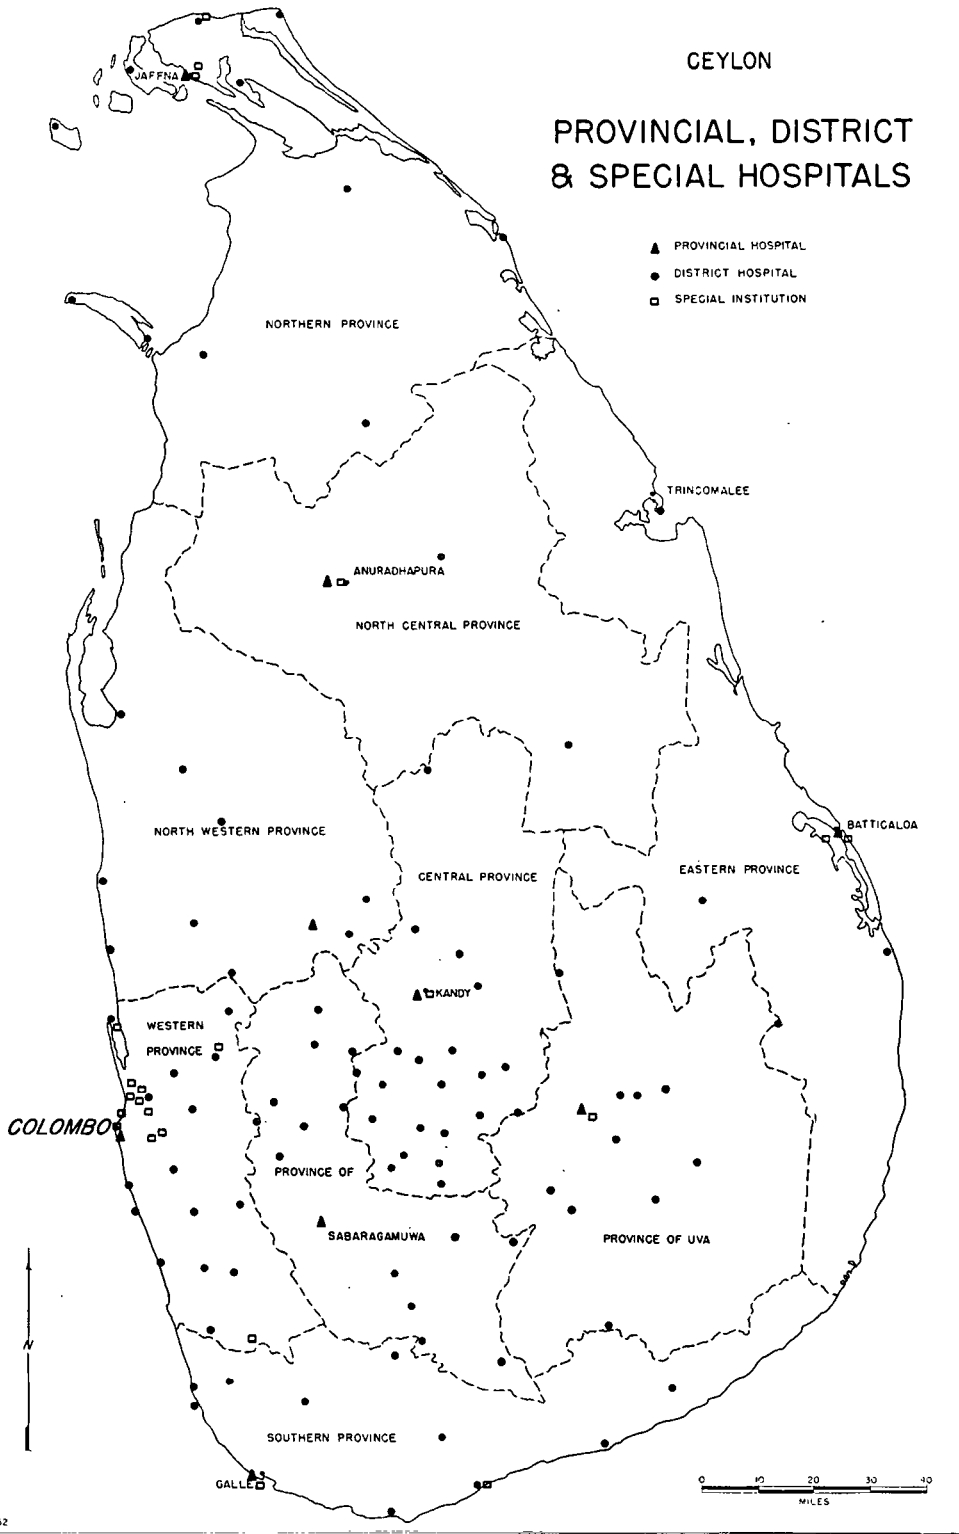 CEYLON
PROVINCIAL, DISTRICT
& SPECIAL HOSPITALS
PROVINCIAL HOSPITAL
DISTRICT HOSPITAL
SPECIAL INSTITUTION
JAFFNA
NORTHERN PROVINCE
TRINCOMALEE
ANURADHAPURA
NORTH CENTRAL PROVINCE
NORTH WESTERN PROVINCE
BATTICALOA
CENTRAL PROVINCE
EASTERN PROVINCE
KANDY
WESTERN
PROVINCE
COLOMBO
PROVINCE OF
SABARAGAMUWA
PROVINCE OF UVA
N
SOUTHERN PROVINCE
GALLE
0 10 20 30 40
MILES